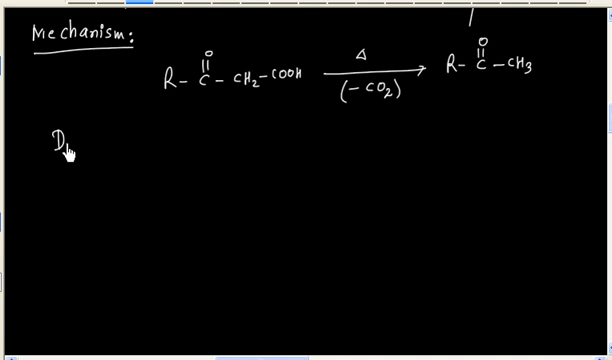 Mechanism:
O
||
R - C - CH2 - COOH
Δ
(- CO2)
O
||
R - C - CH3
D